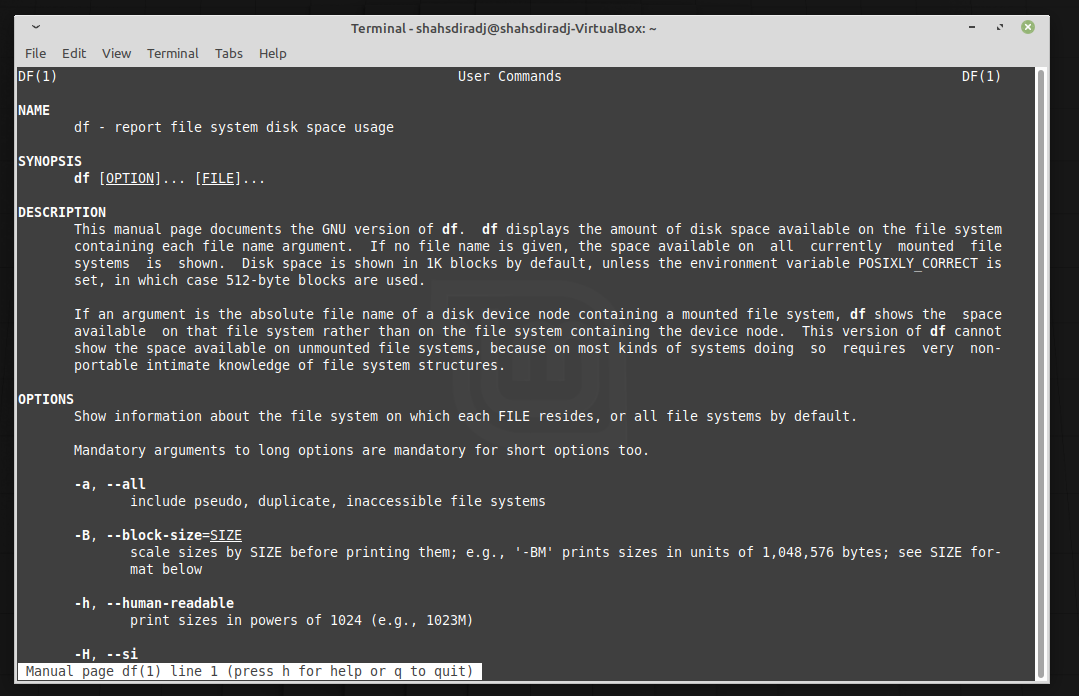 Terminal - shahsdiradj@shahsdiradj-VirtualBox: ~
File Edit View Terminal Tabs Help
DF(1) User Commands DF(1)
NAME
df - report file system disk space usage
SYNOPSIS
df [OPTION]... [FILE]...
DESCRIPTION
This manual page documents the GNU version of df. df displays the amount of disk space available on the file system
containing each file name argument. If no file name is given, the space available on all currently mounted file
systems is shown. Disk space is shown in 1K blocks by default, unless the environment variable POSIXLY_CORRECT is
set, in which case 512-byte blocks are used.
If an argument is the absolute file name of a disk device node containing a mounted file system, df shows the space
available on that file system rather than on the file system containing the device node. This version of df cannot
show the space available on unmounted file systems, because on most kinds of systems doing so requires very non-
portable intimate knowledge of file system structures.
OPTIONS
Show information about the file system on which each FILE resides, or all file systems by default.
Mandatory arguments to long options are mandatory for short options too.
-a, --all
include pseudo, duplicate, inaccessible file systems
-B, --block-size=SIZE
scale sizes by SIZE before printing them; e.g., '-BM' prints sizes in units of 1,048,576 bytes; see SIZE for-
mat below
-h, --human-readable
print sizes in powers of 1024 (e.g., 1023M)
-H, --si
Manual page df(1) line 1 (press h for help or q to quit)